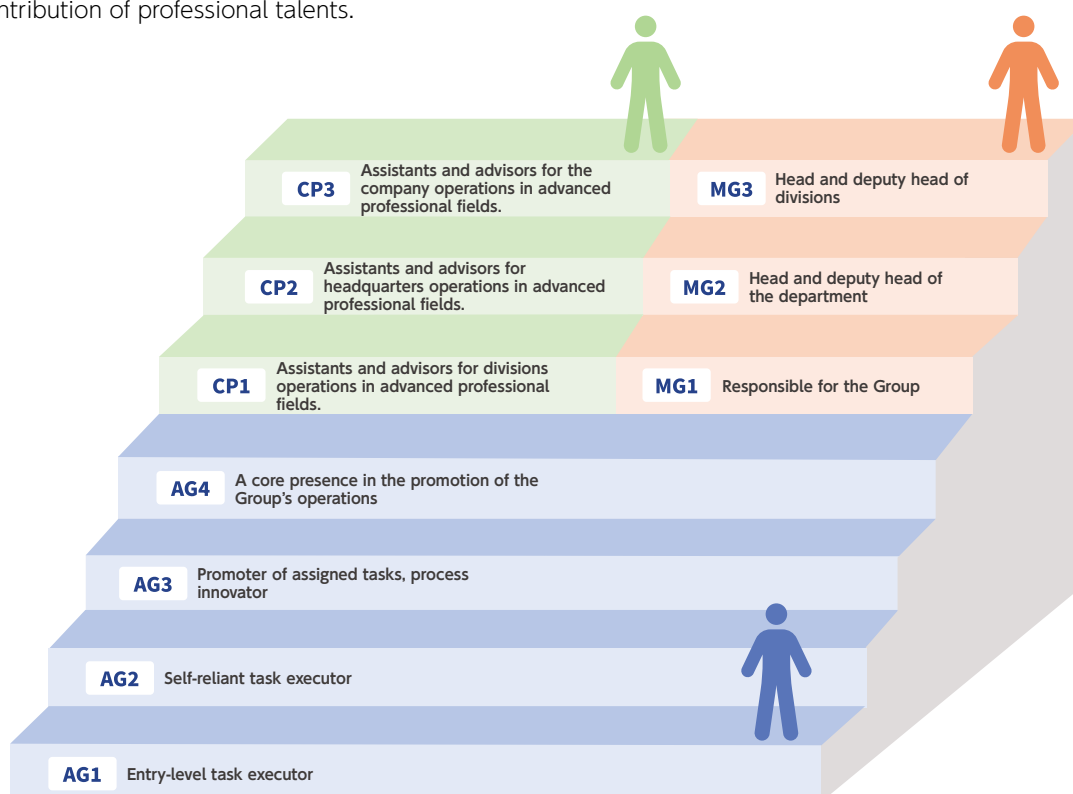 ntribution of professional talents.
CP3
Assistants and advisors for the
company operations in advanced
professional fields.
MG3
Head and deputy head of
divisions
CP2
Assistants and advisors for
headquarters operations in advanced
professional fields.
MG2
Head and deputy head of
the department
CP1
Assistants and advisors for divisions
operations in advanced professional
fields.
MG1
Responsible for the Group
AG4
A core presence in the promotion of the
Group's operations
AG3
Promoter of assigned tasks, process
innovator
AG2
Self-reliant task executor
AG1
Entry-level task executor